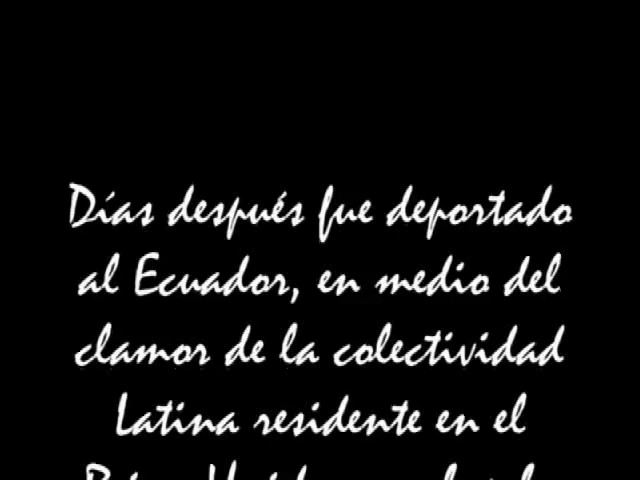 Días después fue deportado
al Ecuador, en medio del
clamor de la colectividad
Latina residente en el